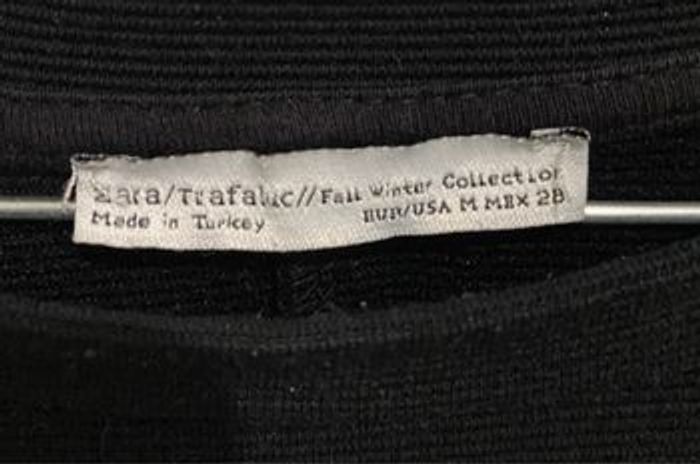 Zara/Trafaluc//Fall Winter Collection
Made in Turkey EUR/USA M MEX 28